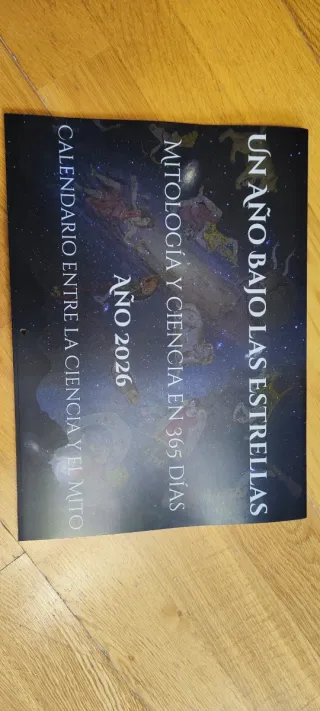 Un Año Bajo las Estrellas
Mitología y ciencia en 365 días
Año 2026
Calendario entre la ciencia y el mito